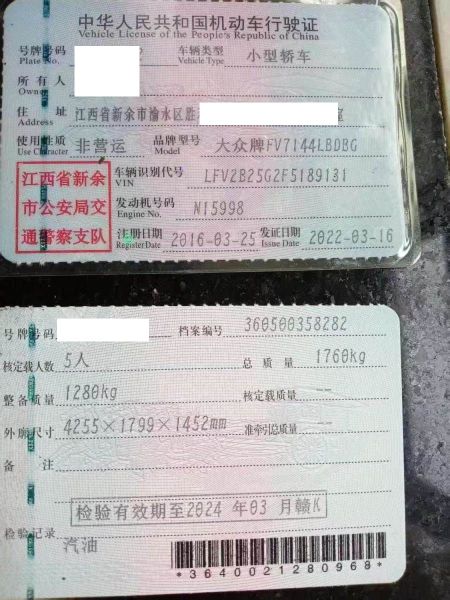 中华人民共和国机动车行驶证
Vehicle License of the People's Republic of China
号牌号码 车辆类型 小型轿车
Plate No. Vehicle Type
所有人
Owner
住址 江西省新余市渝水区胜 室
Address
使用性质 非营运 品牌型号 大众牌FV7144LBDBG
Use Character Model
江西省新余
市公安局交
通警察支队
车辆识别代号 LFV2B25G2F5189131
VIN
发动机号码 N15998
Engine No.
注册日期 2016-03-25 发证日期 2022-03-16
Register Date Issue Date
号牌号码 档案编号 360500358282
核定载人数 5人 总质量 1760kg
整备质量 1280kg 核定载质量 --
外廓尺寸 4255×1799×1452mm 准牵引总质量 --
备注
检验有效期至2024年03月赣K
检验记录
汽油
*3640021280968*